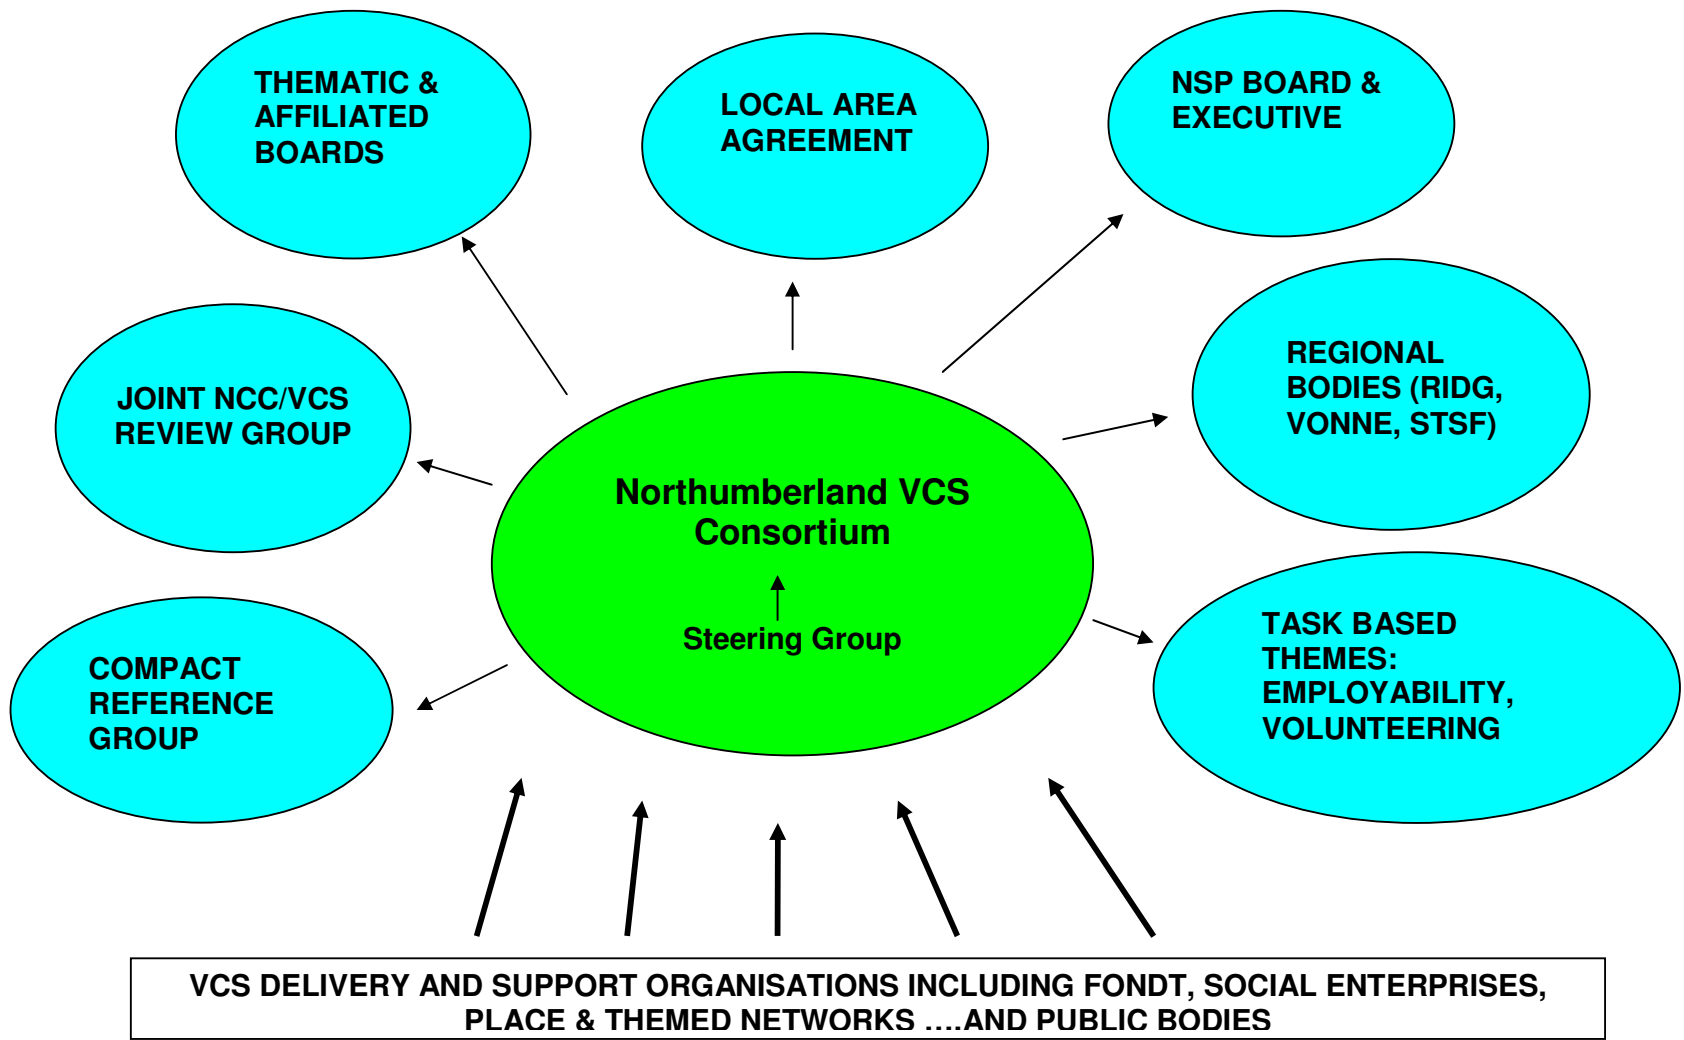 THEMATIC &
AFFILIATED
BOARDS
LOCAL AREA
AGREEMENT
NSP BOARD &
EXECUTIVE
JOINT NCC/VCS
REVIEW GROUP
REGIONAL
BODIES (RIDG,
VONNE, STSF)
Northumberland VCS
Consortium
Steering Group
COMPACT
REFERENCE
GROUP
TASK BASED
THEMES:
EMPLOYABILITY,
VOLUNTEERING
VCS DELIVERY AND SUPPORT ORGANISATIONS INCLUDING FONDT, SOCIAL ENTERPRISES,
PLACE & THEMED NETWORKS ….AND PUBLIC BODIES